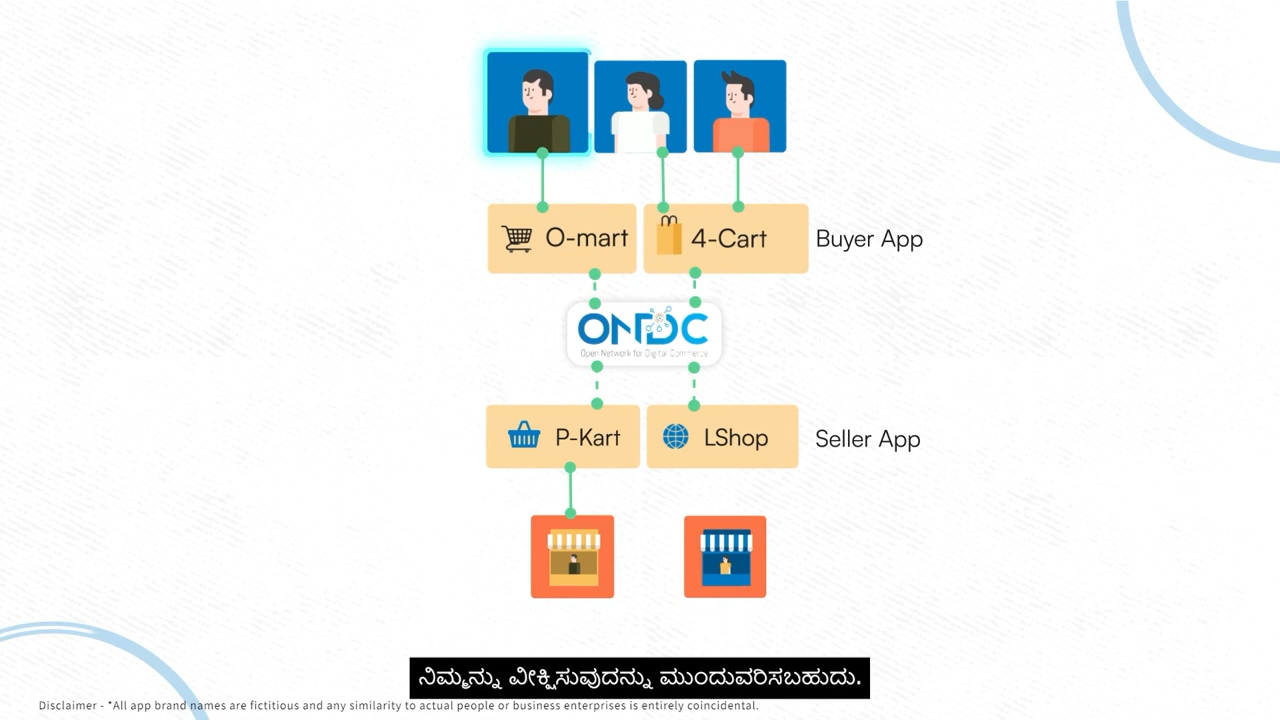 O-mart
4-Cart
Buyer App
ONDC
Open Network for Digital Commerce
P-Kart
LShop
Seller App
ನಿಮ್ಮನ್ನು ವೀಕ್ಷಿಸುವುದನ್ನು ಮುಂದುವರಿಸಬಹುದು.
Disclaimer - *All app brand names are fictitious and any similarity to actual people or business enterprises is entirely coincidental.